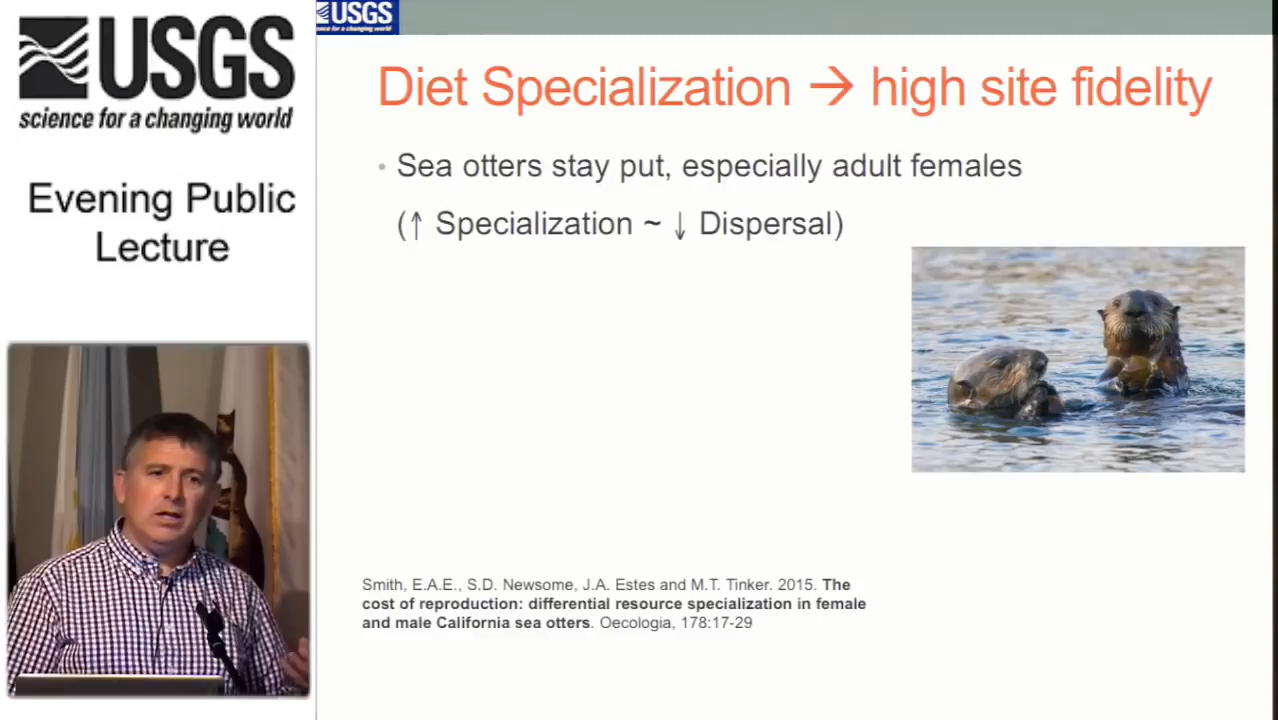 USGS
science for a changing world
Evening Public
Lecture
USGS
science for a changing world
Diet Specialization → high site fidelity
• Sea otters stay put, especially adult females
(↑ Specialization ~ ↓ Dispersal)
Smith, E.A.E., S.D. Newsome, J.A. Estes and M.T. Tinker. 2015. The
cost of reproduction: differential resource specialization in female
and male California sea otters. Oecologia, 178:17-29